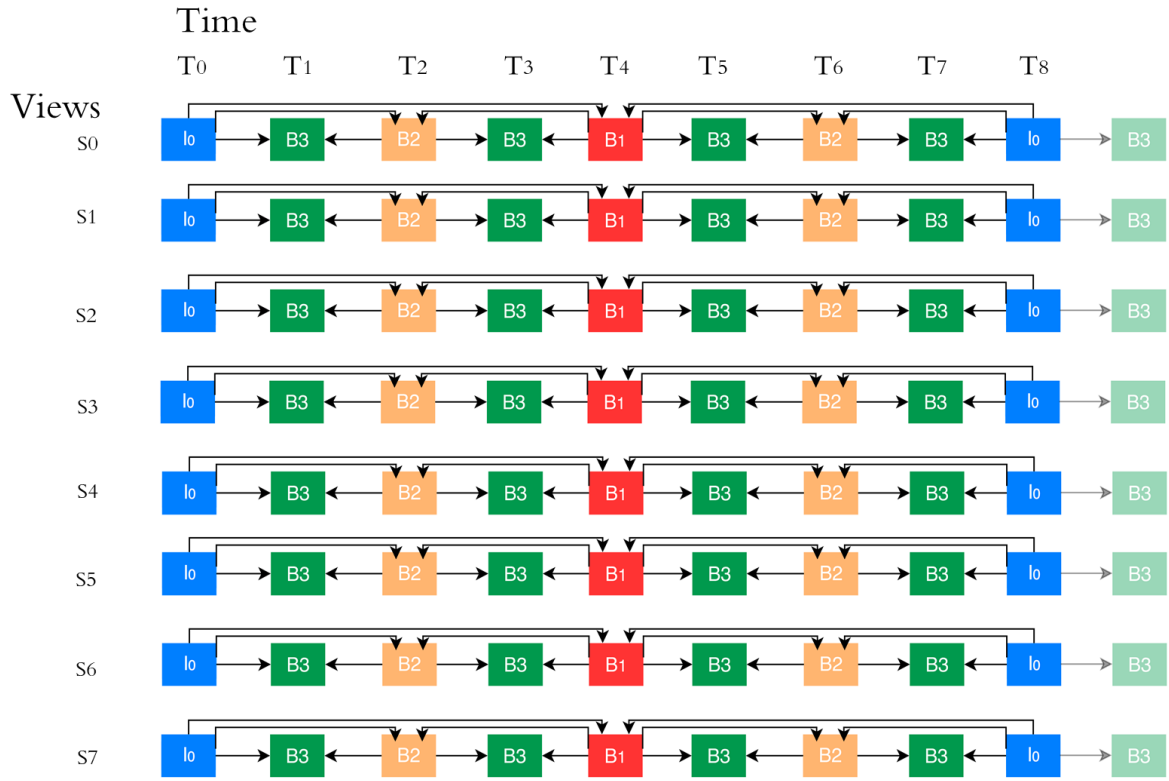 Time
T0 T1 T2 T3 T4 T5 T6 T7 T8
Views
S0 I0 B3 B2 B3 B1 B3 B2 B3 I0 B3
S1 I0 B3 B2 B3 B1 B3 B2 B3 I0 B3
S2 I0 B3 B2 B3 B1 B3 B2 B3 I0 B3
S3 I0 B3 B2 B3 B1 B3 B2 B3 I0 B3
S4 I0 B3 B2 B3 B1 B3 B2 B3 I0 B3
S5 I0 B3 B2 B3 B1 B3 B2 B3 I0 B3
S6 I0 B3 B2 B3 B1 B3 B2 B3 I0 B3
S7 I0 B3 B2 B3 B1 B3 B2 B3 I0 B3